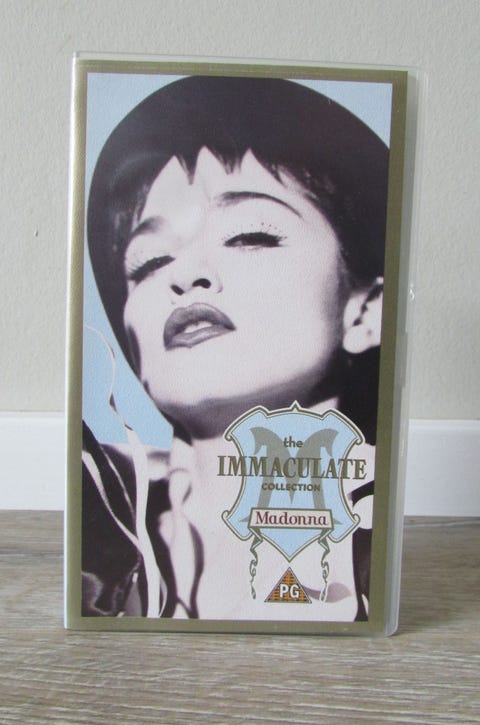 the
IMMACULATE
COLLECTION
Madonna
PG